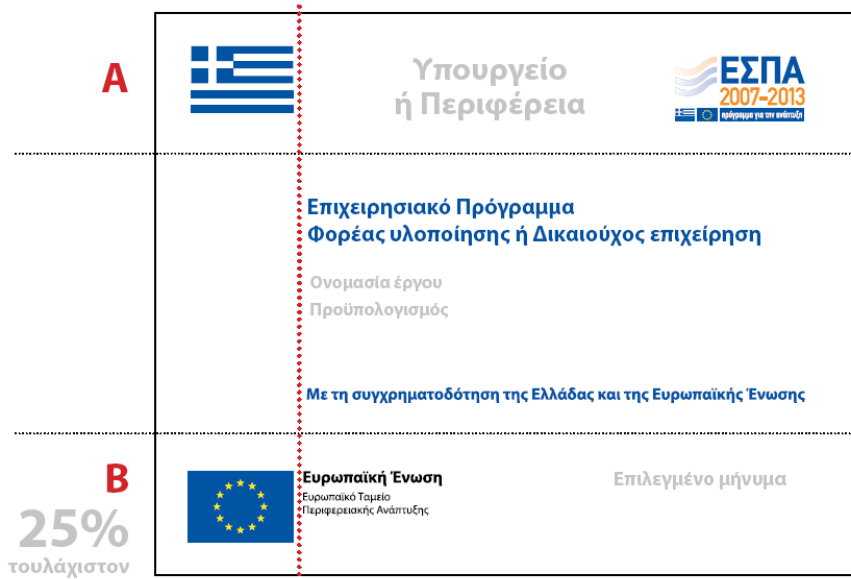 Α
Υπουργείο
ή Περιφέρεια
ΕΣΠΑ
2007-2013
πρόγραμμα για την ανάπτυξη
Επιχειρησιακό Πρόγραμμα
Φορέας υλοποίησης ή Δικαιούχος επιχείρηση
Ονομασία έργου
Προϋπολογισμός
Με τη συγχρηματοδότηση της Ελλάδας και της Ευρωπαϊκής Ένωσης
Β
25%
τουλάχιστον
Ευρωπαϊκή Ένωση
Ευρωπαϊκό Ταμείο
Περιφερειακής Ανάπτυξης
Επιλεγμένο μήνυμα